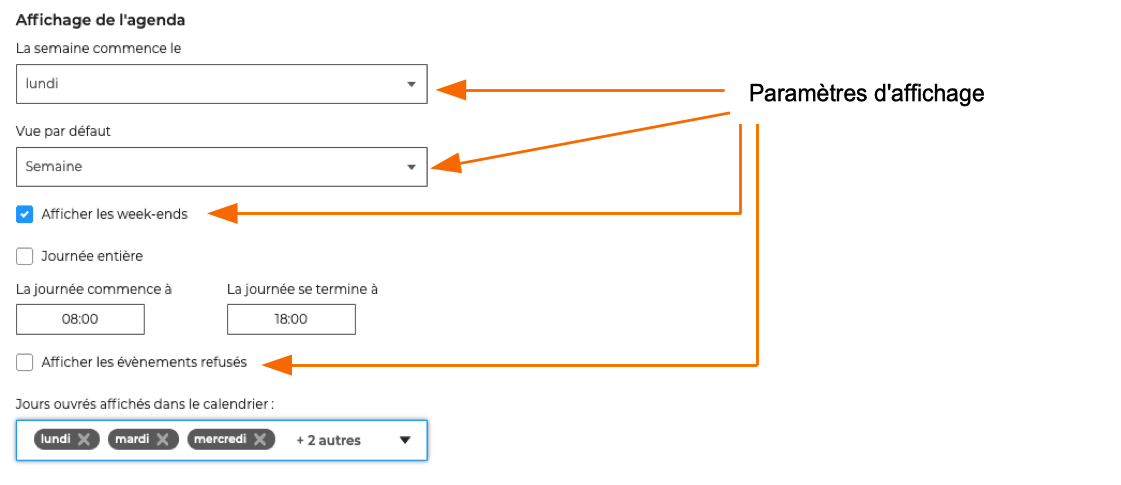 Affichage de l'agenda
La semaine commence le
lundi
Paramètres d'affichage
Vue par défaut
Semaine
Afficher les week-ends
Journée entière
La journée commence à La journée se termine à
08:00 18:00
Afficher les évènements refusés
Jours ouvrés affichés dans le calendrier :
lundi mardi mercredi + 2 autres